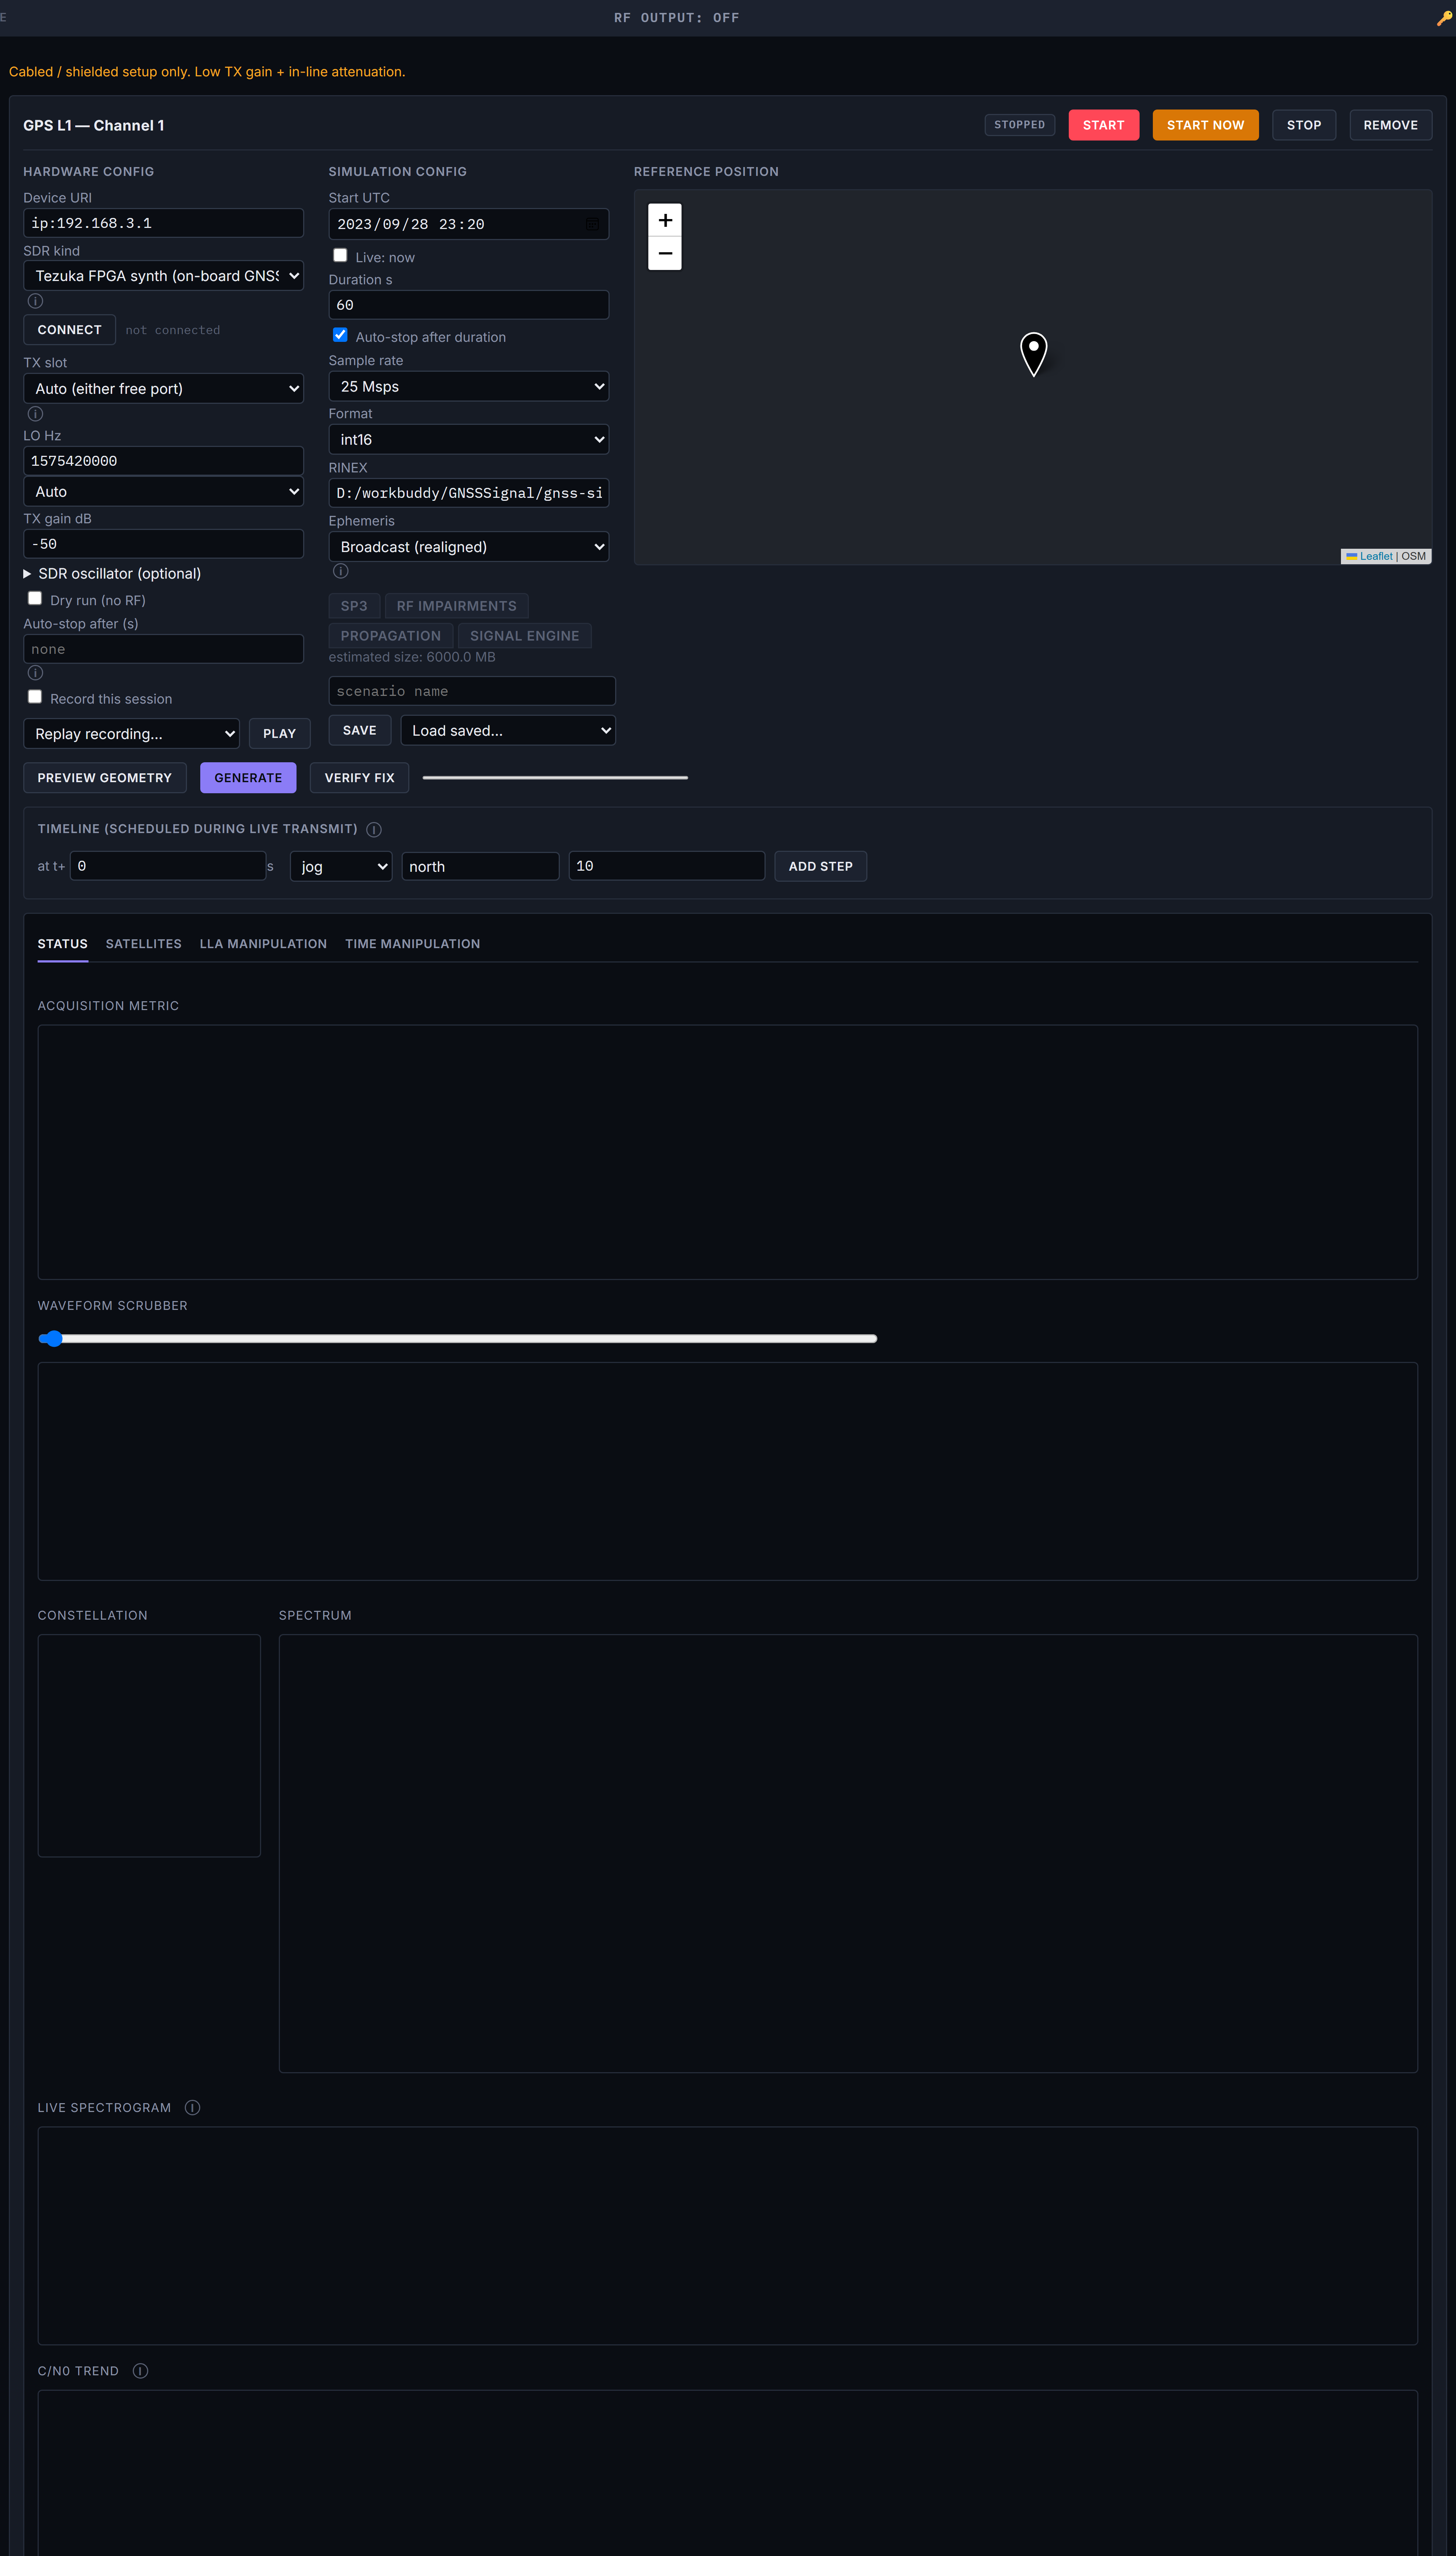 E
RF OUTPUT: OFF
Cabled / shielded setup only. Low TX gain + in-line attenuation.
GPS L1 — Channel 1
STOPPED
START
START NOW
STOP
REMOVE
HARDWARE CONFIG
Device URI
ip:192.168.3.1
SDR kind
Tezuka FPGA synth (on-board GNSS
CONNECT
not connected
TX slot
Auto (either free port)
LO Hz
1575420000
Auto
TX gain dB
-50
SDR oscillator (optional)
Dry run (no RF)
Auto-stop after (s)
none
Record this session
Replay recording...
PLAY
SIMULATION CONFIG
Start UTC
2023/09/28 23:20
Live: now
Duration s
60
Auto-stop after duration
Sample rate
25 Msps
Format
int16
RINEX
D:/workbuddy/GNSSSignal/gnss-si
Ephemeris
Broadcast (realigned)
SP3
RF IMPAIRMENTS
PROPAGATION
SIGNAL ENGINE
estimated size: 6000.0 MB
scenario name
SAVE
Load saved...
REFERENCE POSITION
+
−
Leaflet | OSM
PREVIEW GEOMETRY
GENERATE
VERIFY FIX
TIMELINE (SCHEDULED DURING LIVE TRANSMIT)
at t+ 0 s
jog
north
10
ADD STEP
STATUS
SATELLITES
LLA MANIPULATION
TIME MANIPULATION
ACQUISITION METRIC
WAVEFORM SCRUBBER
CONSTELLATION
SPECTRUM
LIVE SPECTROGRAM
C/N0 TREND